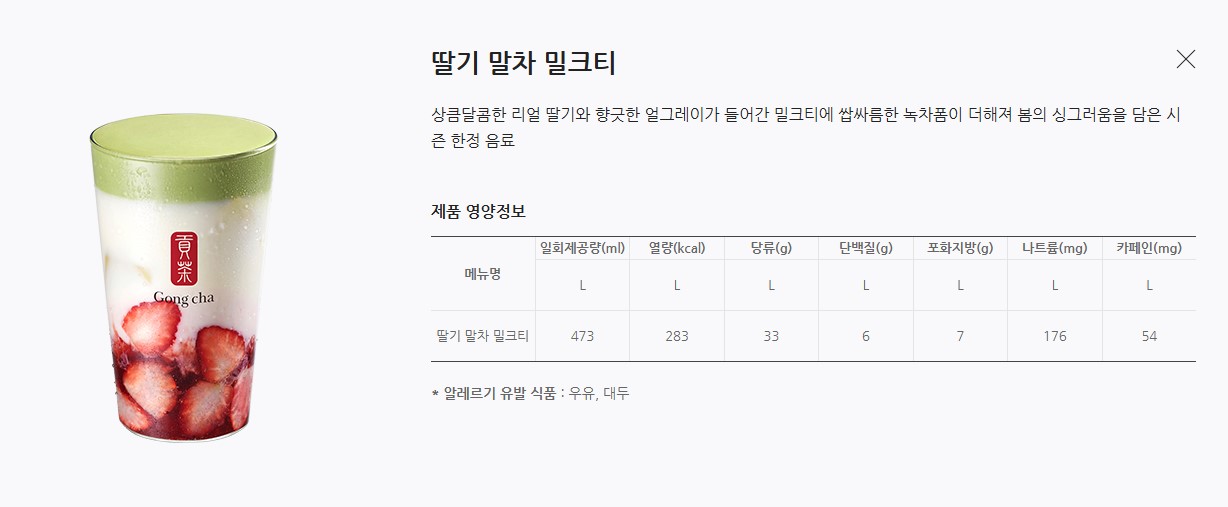 딸기 말차 밀크티
상큼달콤한 리얼 딸기와 향긋한 얼그레이가 들어간 밀크티에 쌉싸름한 녹차폼이 더해져 봄의 싱그러움을 담은 시
즌 한정 음료
제품 영양정보
메뉴명 일회제공량(ml) 열량(kcal) 당류(g) 단백질(g) 포화지방(g) 나트륨(mg) 카페인(mg)
L L L L L L L
딸기 말차 밀크티 473 283 33 6 7 176 54
* 알레르기 유발 식품 : 우유, 대두
貢茶
Gong cha